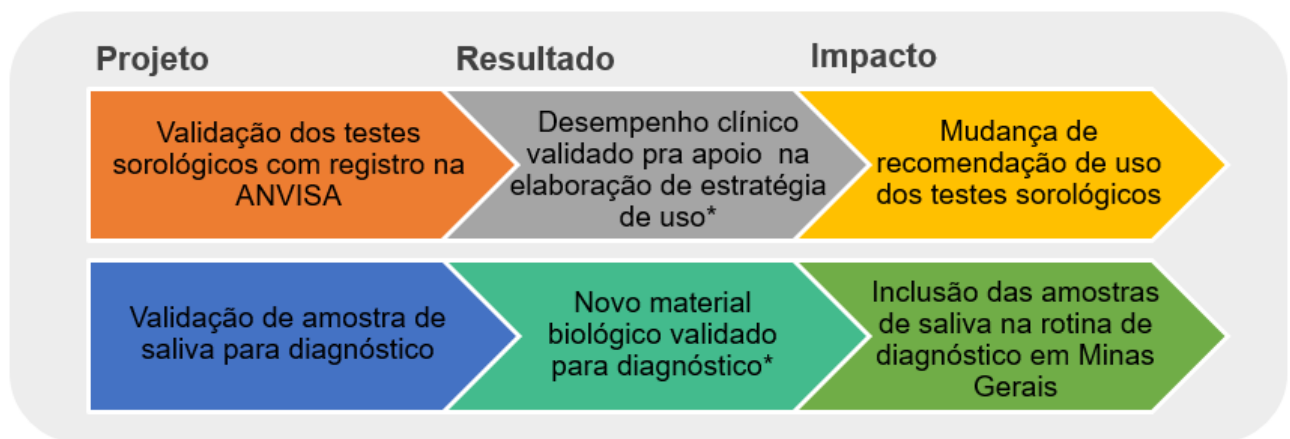 Projeto
Resultado
Impacto
Validação dos testes
sorológicos com registro na
ANVISA
Desempenho clínico
validado pra apoio na
elaboração de estratégia
de uso*
Mudança de
recomendação de uso
dos testes sorológicos
Validação de amostra de
saliva para diagnóstico
Novo material
biológico validado
para diagnóstico*
Inclusão das amostras
de saliva na rotina de
diagnóstico em Minas
Gerais